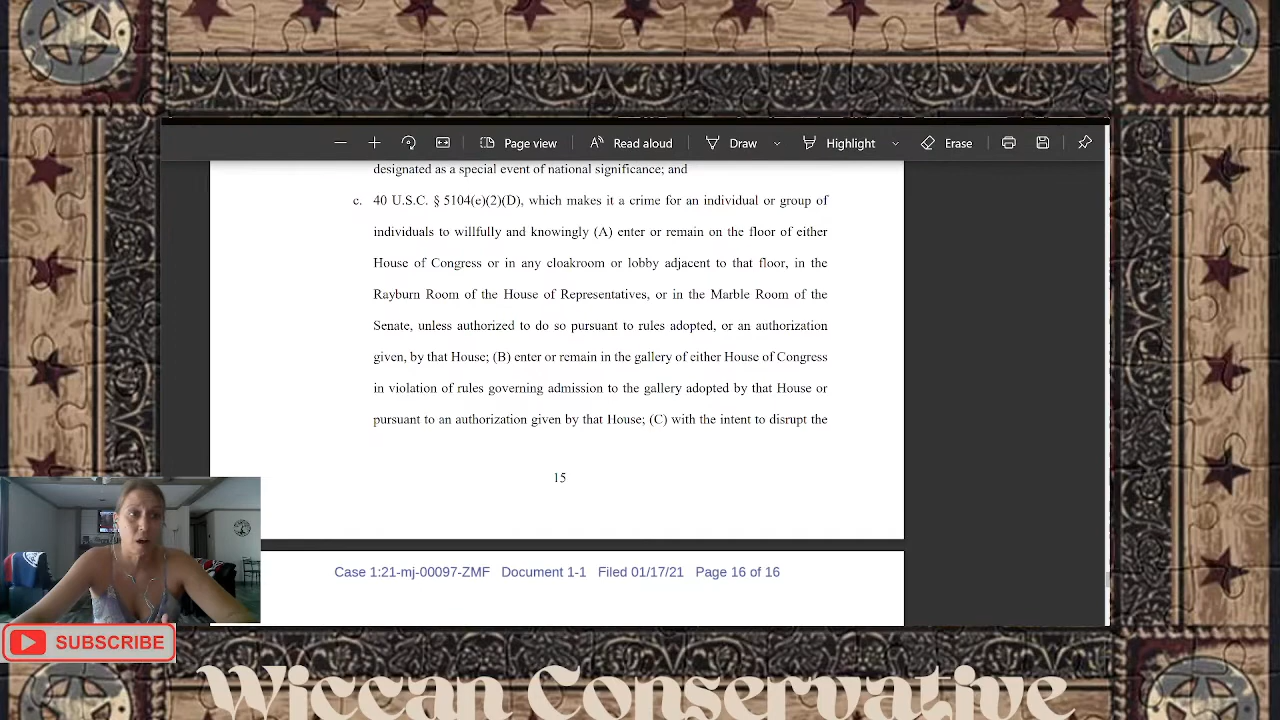 Page view
Read aloud
Draw
Highlight
Erase
designated as a special event of national significance; and
c. 40 U.S.C. § 5104(e)(2)(D), which makes it a crime for an individual or group of
individuals to willfully and knowingly (A) enter or remain on the floor of either
House of Congress or in any cloakroom or lobby adjacent to that floor, in the
Rayburn Room of the House of Representatives, or in the Marble Room of the
Senate, unless authorized to do so pursuant to rules adopted, or an authorization
given, by that House; (B) enter or remain in the gallery of either House of Congress
in violation of rules governing admission to the gallery adopted by that House or
pursuant to an authorization given by that House; (C) with the intent to disrupt the
15
Case 1:21-mj-00097-ZMF Document 1-1 Filed 01/17/21 Page 16 of 16
SUBSCRIBE
Wiccan Conservative